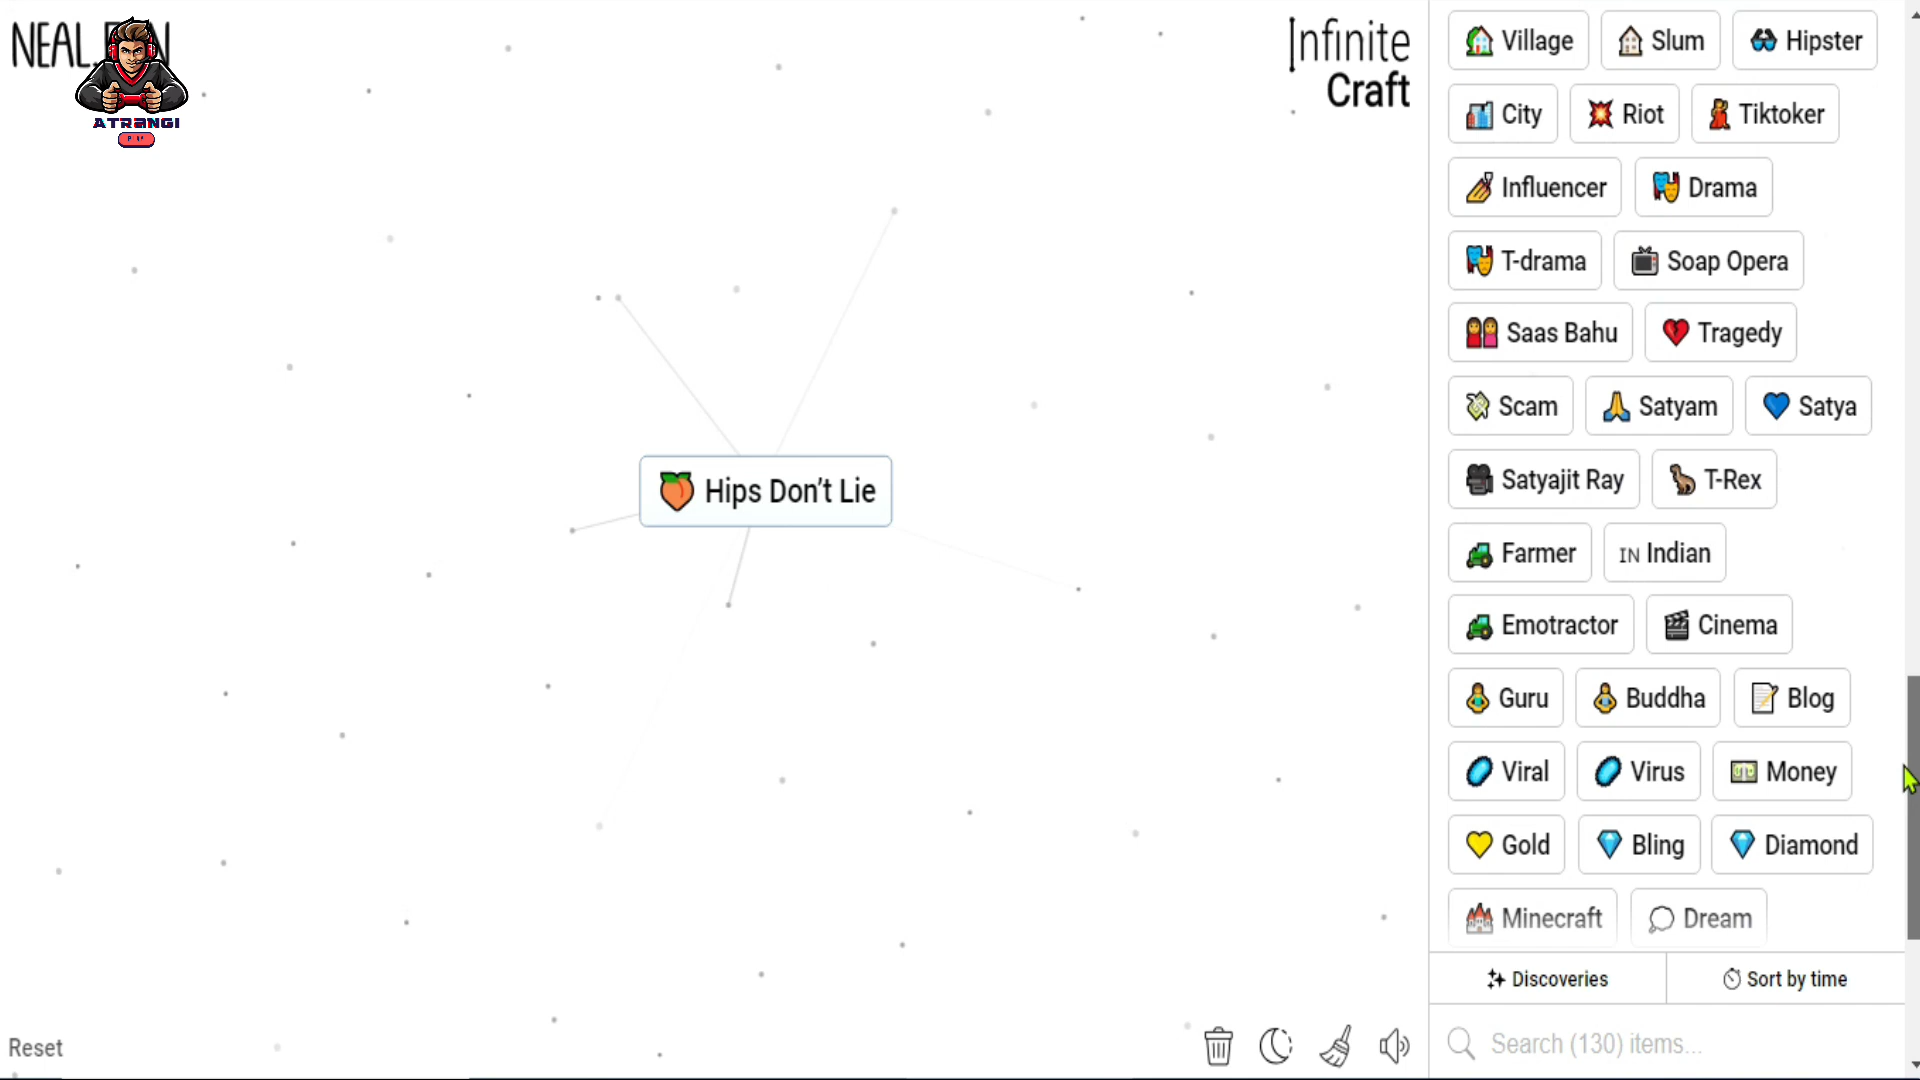 Infinite
Craft
ATRANGI
Hips Don't Lie
Village Slum Hipster
City Riot Tiktoker
Influencer Drama
T-drama Soap Opera
Saas Bahu Tragedy
Scam Satyam Satya
Satyajit Ray T-Rex
Farmer IN Indian
Emotractor Cinema
Guru Buddha Blog
Viral Virus Money
Gold Bling Diamond
Minecraft Dream
Discoveries Sort by time
Search (130) items...
Reset